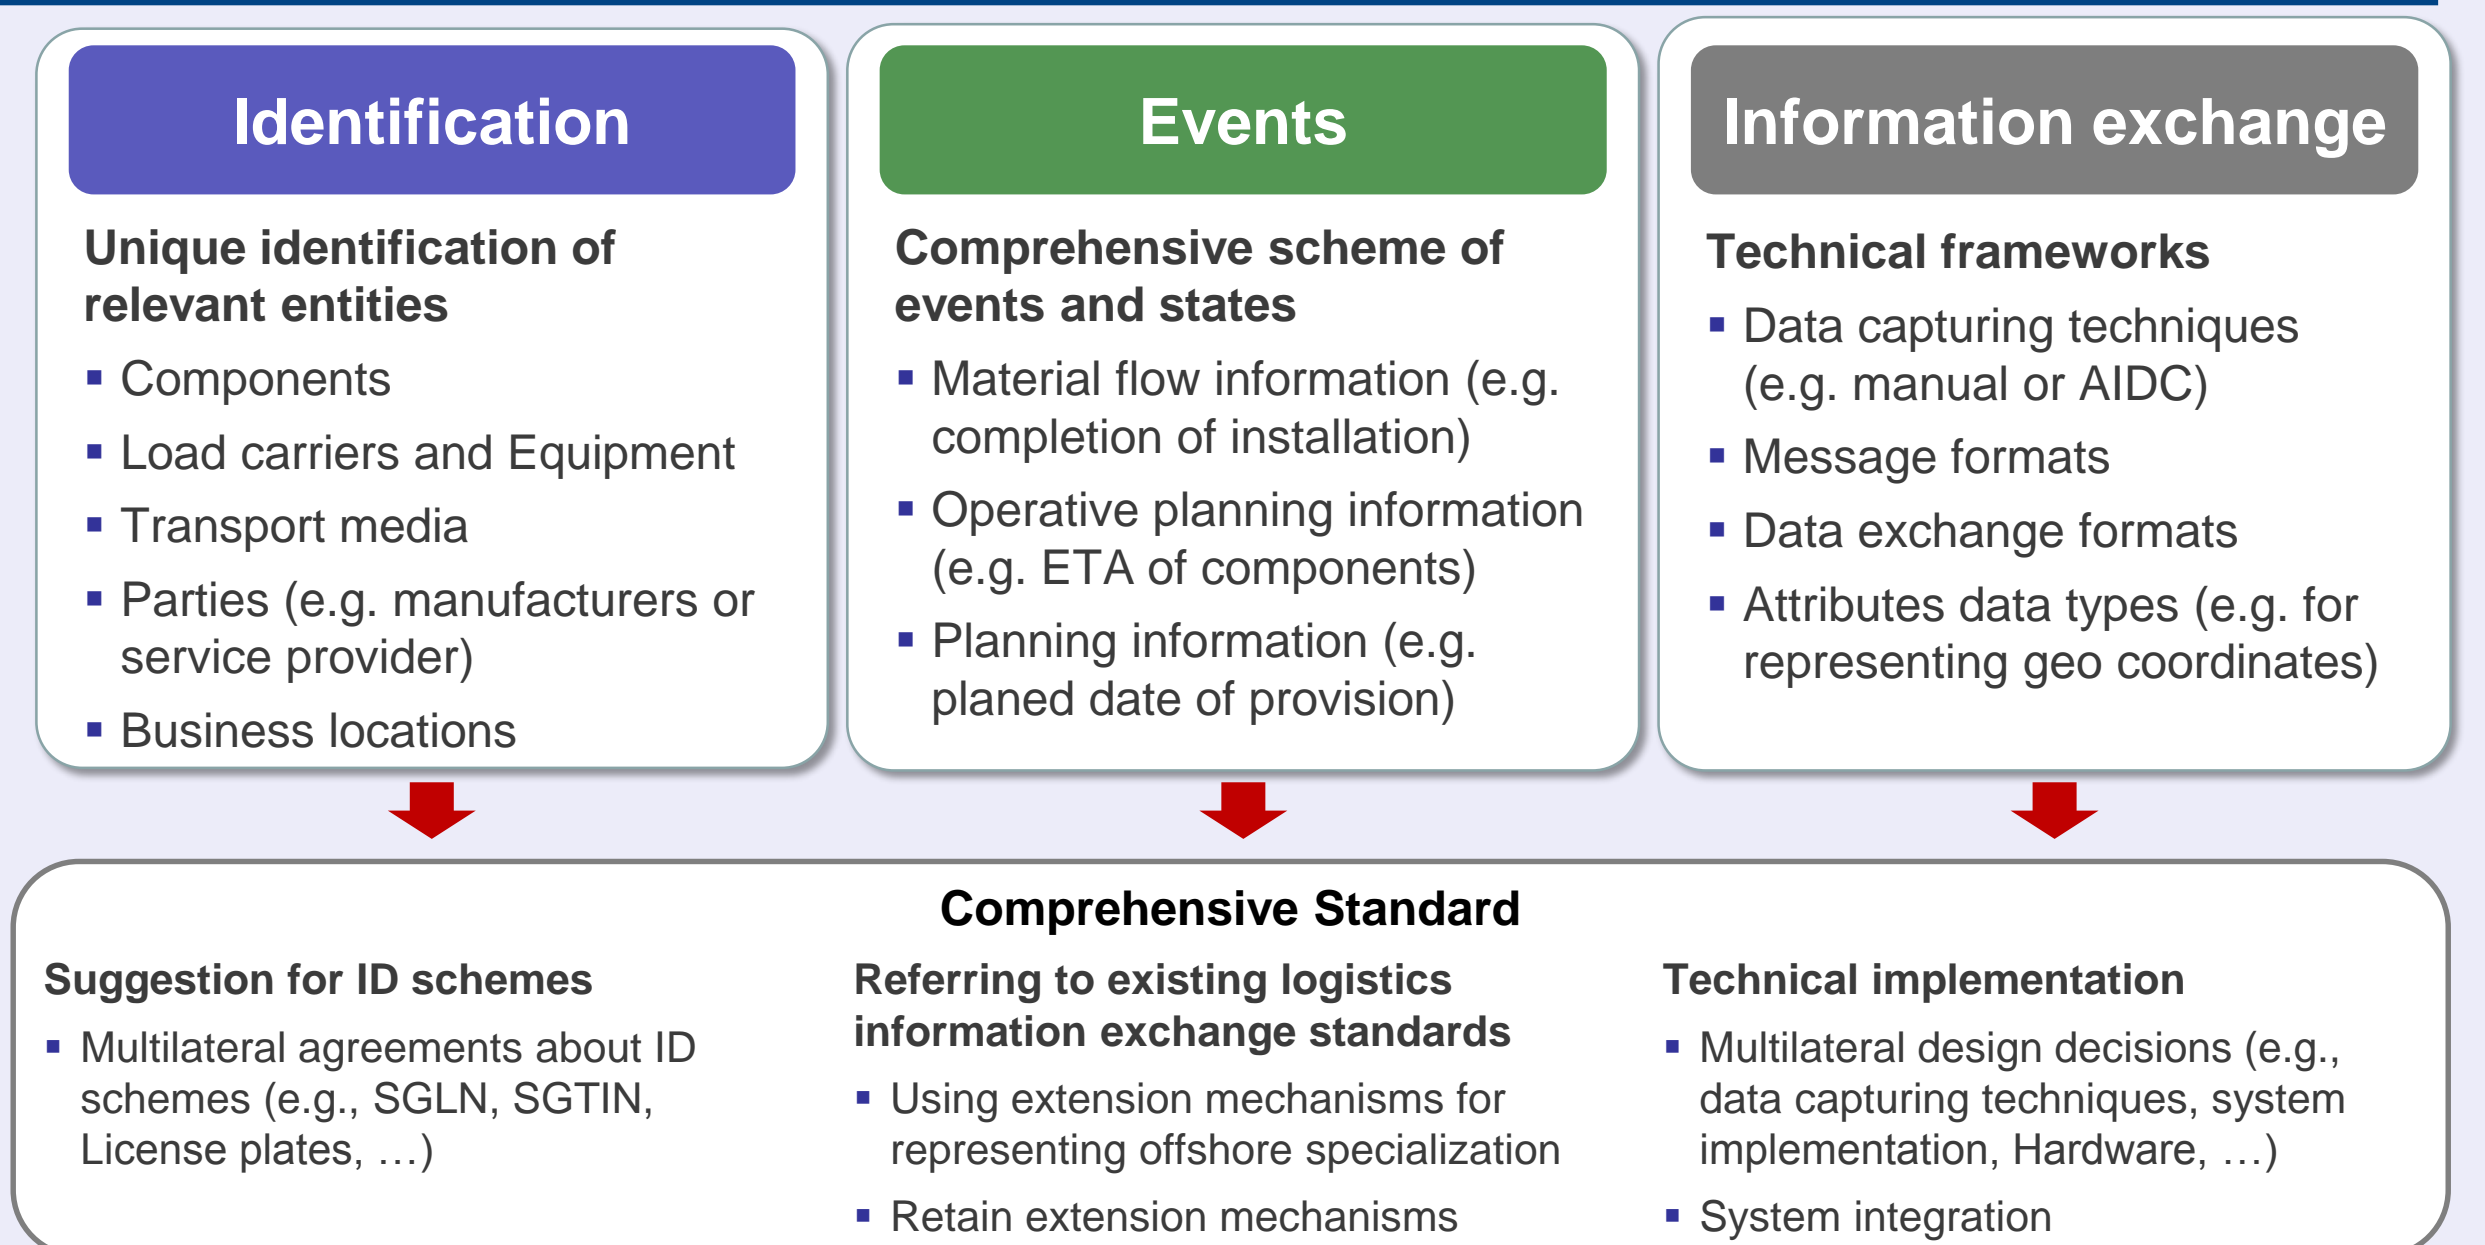 Identification
Unique identification of
relevant entities
▪ Components
▪ Load carriers and Equipment
▪ Transport media
▪ Parties (e.g. manufacturers or
service provider)
▪ Business locations
Events
Comprehensive scheme of
events and states
▪ Material flow information (e.g.
completion of installation)
▪ Operative planning information
(e.g. ETA of components)
▪ Planning information (e.g.
planed date of provision)
Information exchange
Technical frameworks
▪ Data capturing techniques
(e.g. manual or AIDC)
▪ Message formats
▪ Data exchange formats
▪ Attributes data types (e.g. for
representing geo coordinates)
Comprehensive Standard
Suggestion for ID schemes
▪ Multilateral agreements about ID
schemes (e.g., SGLN, SGTIN,
License plates, …)
Referring to existing logistics
information exchange standards
▪ Using extension mechanisms for
representing offshore specialization
▪ Retain extension mechanisms
Technical implementation
▪ Multilateral design decisions (e.g.,
data capturing techniques, system
implementation, Hardware, …)
▪ System integration